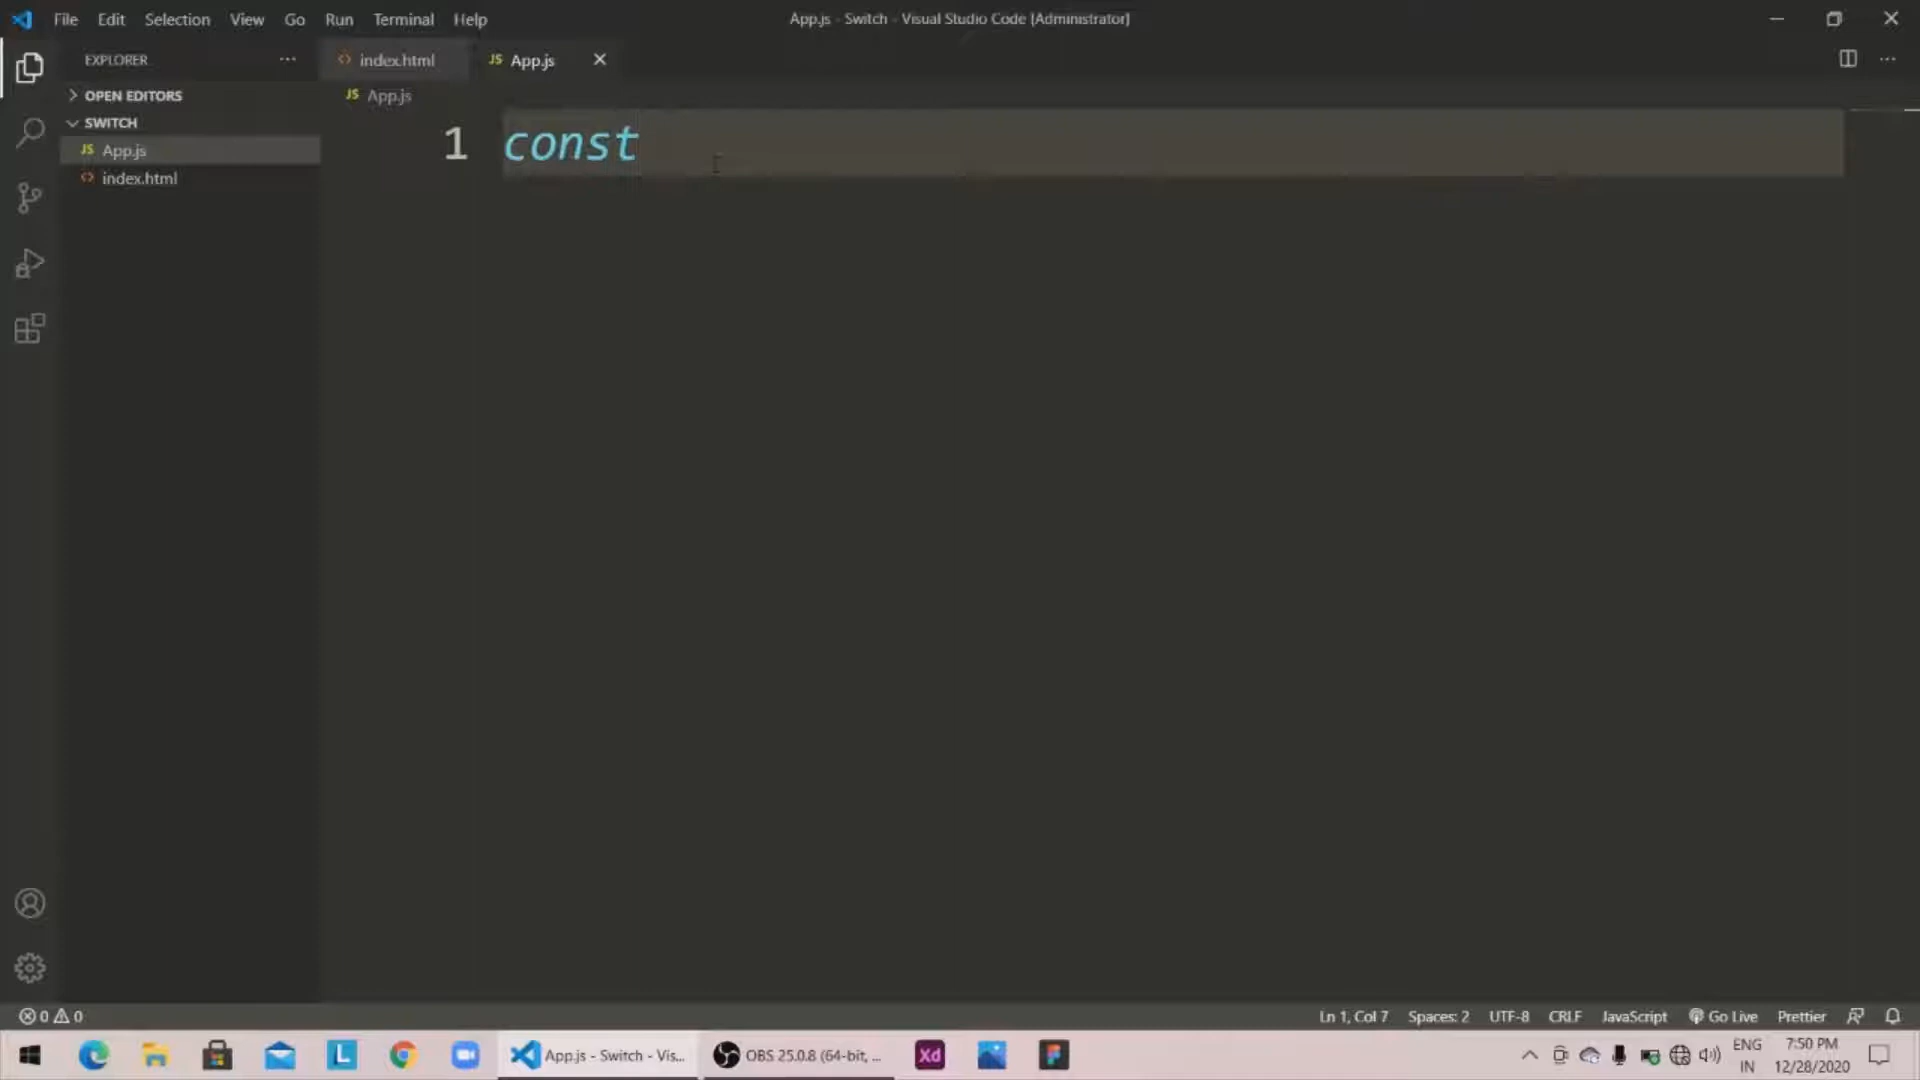 File Edit Selection View Go Run Terminal Help
App.js - Switch - Visual Studio Code [Administrator]
EXPLORER
index.html
JS App.js
OPEN EDITORS
JS App.js
SWITCH
JS App.js
index.html
1 const
0 0
Ln 1, Col 7 Spaces: 2 UTF-8 CRLF JavaScript Go Live Prettier
L
App.js - Switch - Vis...
OBS 25.0.8 (64-bit, ...
Xd
ENG
IN
7:50 PM
12/28/2020